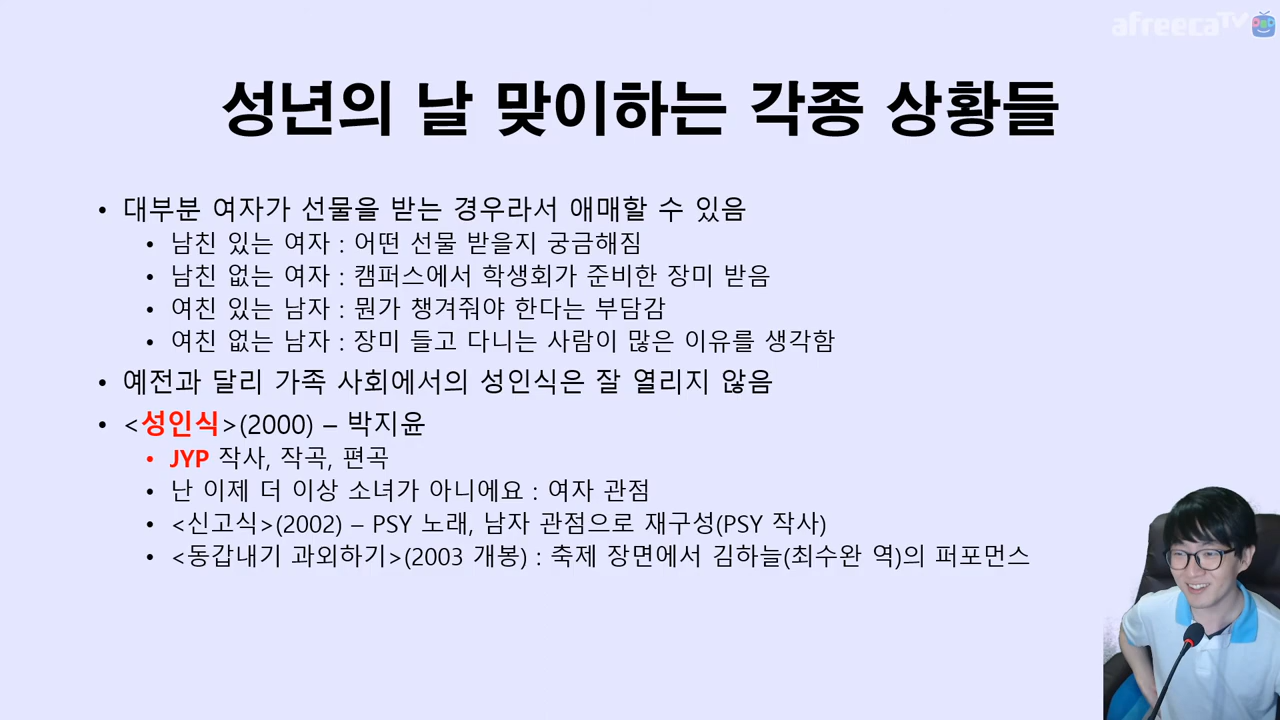 afreecaTV
성년의 날 맞이하는 각종 상황들
• 대부분 여자가 선물을 받는 경우라서 애매할 수 있음
• 남친 있는 여자 : 어떤 선물 받을지 궁금해짐
• 남친 없는 여자 : 캠퍼스에서 학생회가 준비한 장미 받음
• 여친 있는 남자 : 뭔가 챙겨줘야 한다는 부담감
• 여친 없는 남자 : 장미 들고 다니는 사람이 많은 이유를 생각함
• 예전과 달리 가족 사회에서의 성인식은 잘 열리지 않음
• <성인식>(2000) – 박지윤
• JYP 작사, 작곡, 편곡
• 난 이제 더 이상 소녀가 아니에요 : 여자 관점
• <신고식>(2002) – PSY 노래, 남자 관점으로 재구성(PSY 작사)
• <동갑내기 과외하기>(2003 개봉) : 축제 장면에서 김하늘(최수완 역)의 퍼포먼스